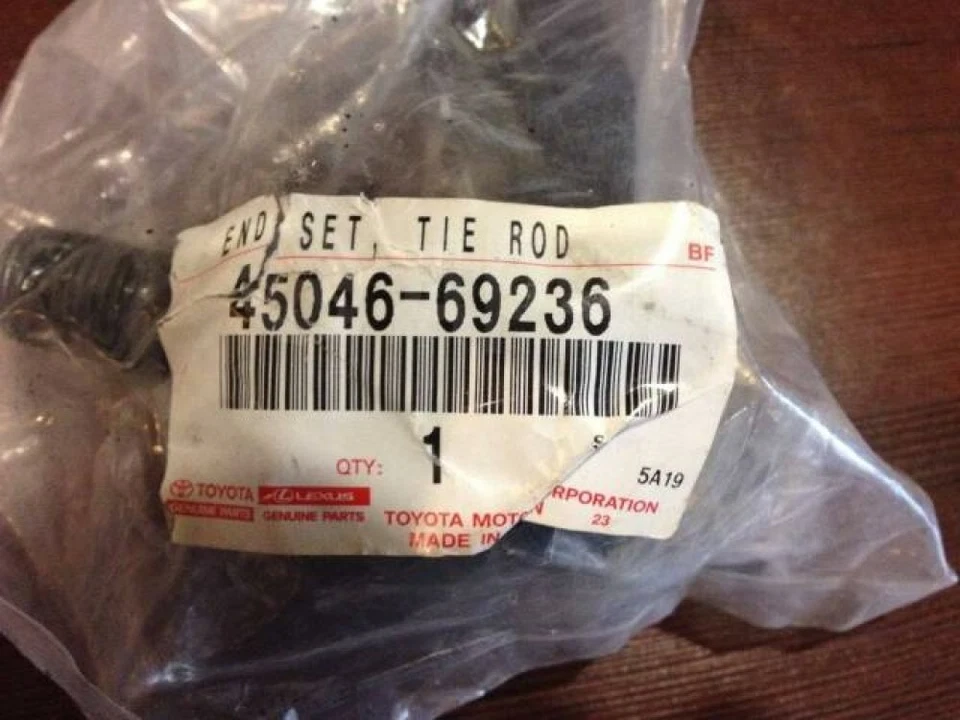 END SET, TIE ROD
BF
45046-69236
QTY: 1
5A19
TOYOTA LEXUS
GENUINE PARTS GENUINE PARTS
TOYOTA MOT RPORATION
23
MADE IN